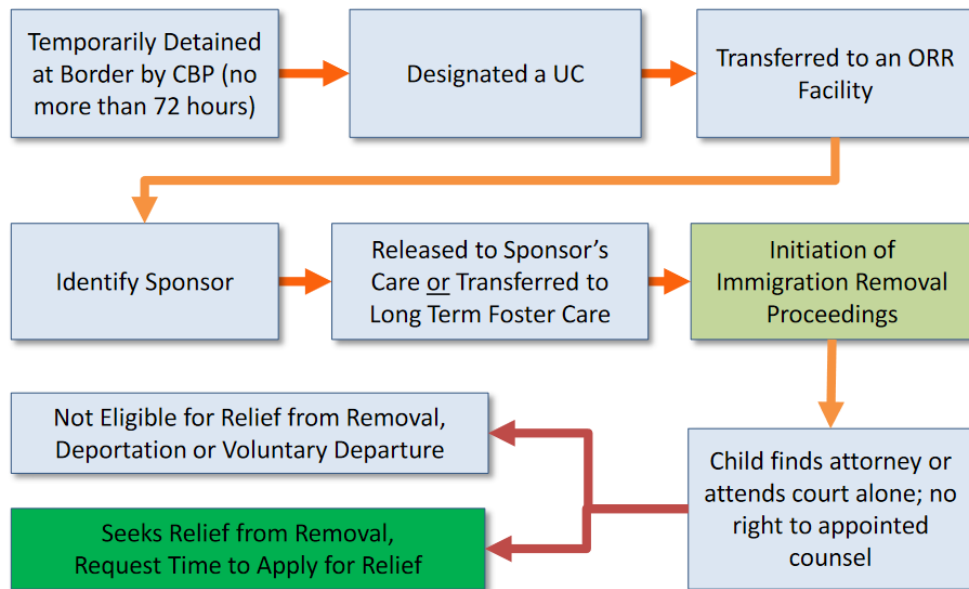 Temporarily Detained
at Border by CBP (no
more than 72 hours)
Designated a UC
Transferred to an ORR
Facility
Identify Sponsor
Released to Sponsor's
Care or Transferred to
Long Term Foster Care
Initiation of
Immigration Removal
Proceedings
Child finds attorney or
attends court alone; no
right to appointed
counsel
Not Eligible for Relief from Removal,
Deportation or Voluntary Departure
Seeks Relief from Removal,
Request Time to Apply for Relief